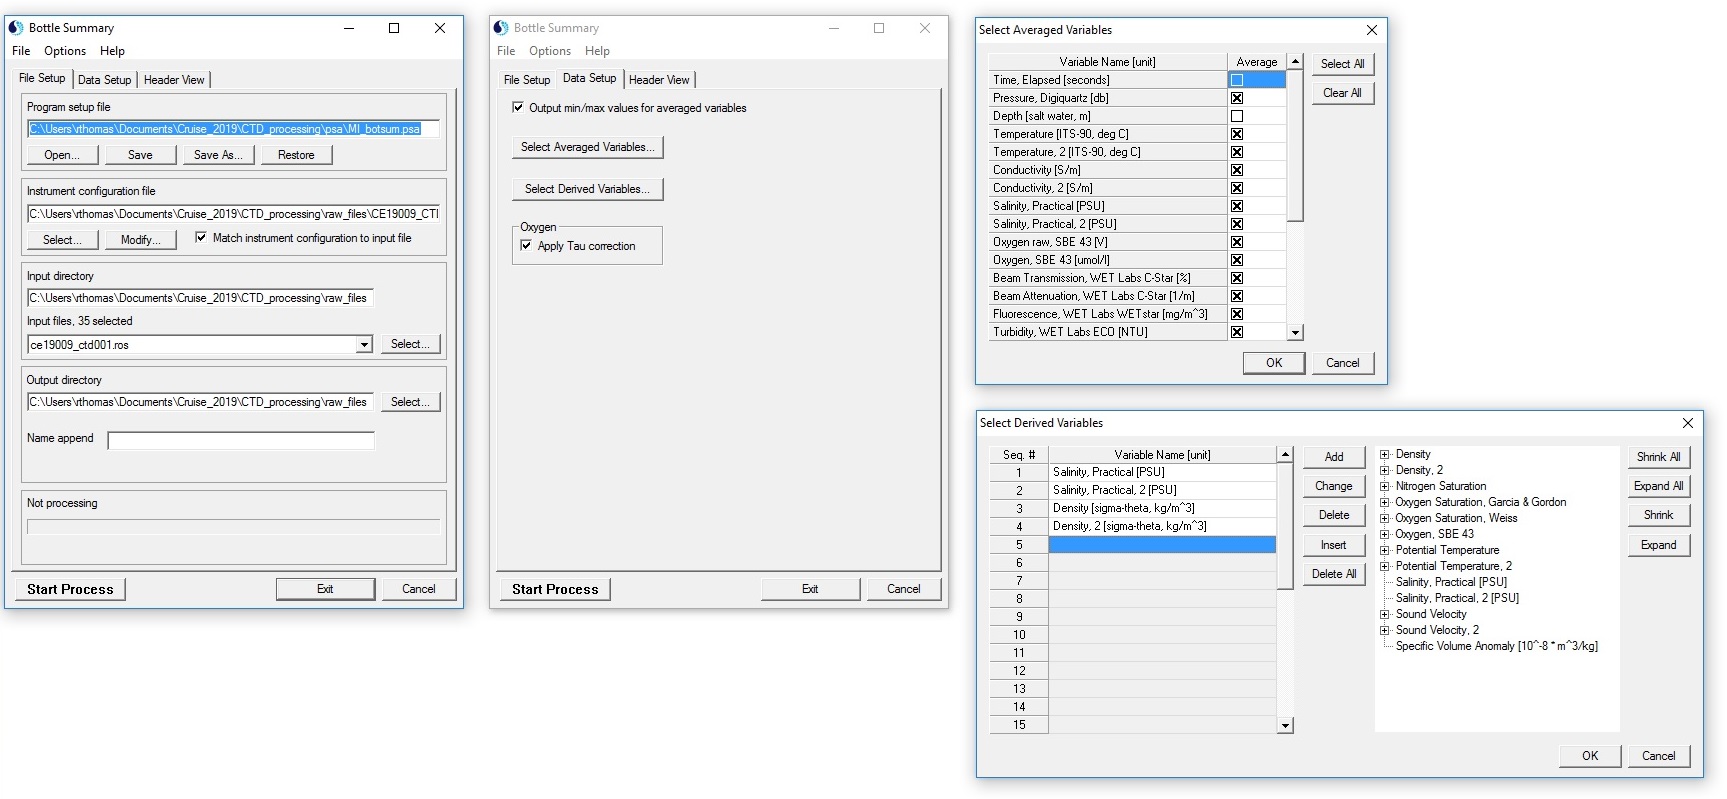 Bottle Summary
File Options Help
File Setup Data Setup Header View
Program setup file
C:\Users\rthomas\Documents\Cruise_2019\CTD_processing\psa\MI_botsum.psa
Open... Save Save As... Restore
Instrument configuration file
C:\Users\rthomas\Documents\Cruise_2019\CTD_processing\raw_files\CE19009_CTI
Select... Modify... Match instrument configuration to input file
Input directory
C:\Users\rthomas\Documents\Cruise_2019\CTD_processing\raw_files
Input files, 35 selected
ce19009_ctd001.ros Select...
Output directory
C:\Users\rthomas\Documents\Cruise_2019\CTD_processing\raw_files Select...
Name append
Not processing
Start Process Exit Cancel
Bottle Summary
File Options Help
File Setup Data Setup Header View
Output min/max values for averaged variables
Select Averaged Variables...
Select Derived Variables...
Oxygen
Apply Tau correction
Start Process Exit Cancel
Select Averaged Variables
Variable Name [unit] Average Select All
Time, Elapsed [seconds]
Pressure, Digiquartz [db] Clear All
Depth [salt water, m]
Temperature [ITS-90, deg C]
Temperature, 2 [ITS-90, deg C]
Conductivity [S/m]
Conductivity, 2 [S/m]
Salinity, Practical [PSU]
Salinity, Practical, 2 [PSU]
Oxygen raw, SBE 43 [V]
Oxygen, SBE 43 [umol/l]
Beam Transmission, WET Labs C-Star [%]
Beam Attenuation, WET Labs C-Star [1/m]
Fluorescence, WET Labs WETstar [mg/m^3]
Turbidity, WET Labs ECO [NTU]
OK Cancel
Select Derived Variables
Seq. # Variable Name [unit]
1 Salinity, Practical [PSU]
2 Salinity, Practical, 2 [PSU]
3 Density [sigma-theta, kg/m^3]
4 Density, 2 [sigma-theta, kg/m^3]
5
6
7
8
9
10
11
12
13
14
15
Add
Change
Delete
Insert
Delete All
Density
Density, 2
Nitrogen Saturation
Oxygen Saturation, Garcia & Gordon
Oxygen Saturation, Weiss
Oxygen, SBE 43
Potential Temperature
Potential Temperature, 2
Salinity, Practical [PSU]
Salinity, Practical, 2 [PSU]
Sound Velocity
Sound Velocity, 2
Specific Volume Anomaly [10^-8 * m^3/kg]
Shrink All
Expand All
Shrink
Expand
OK Cancel